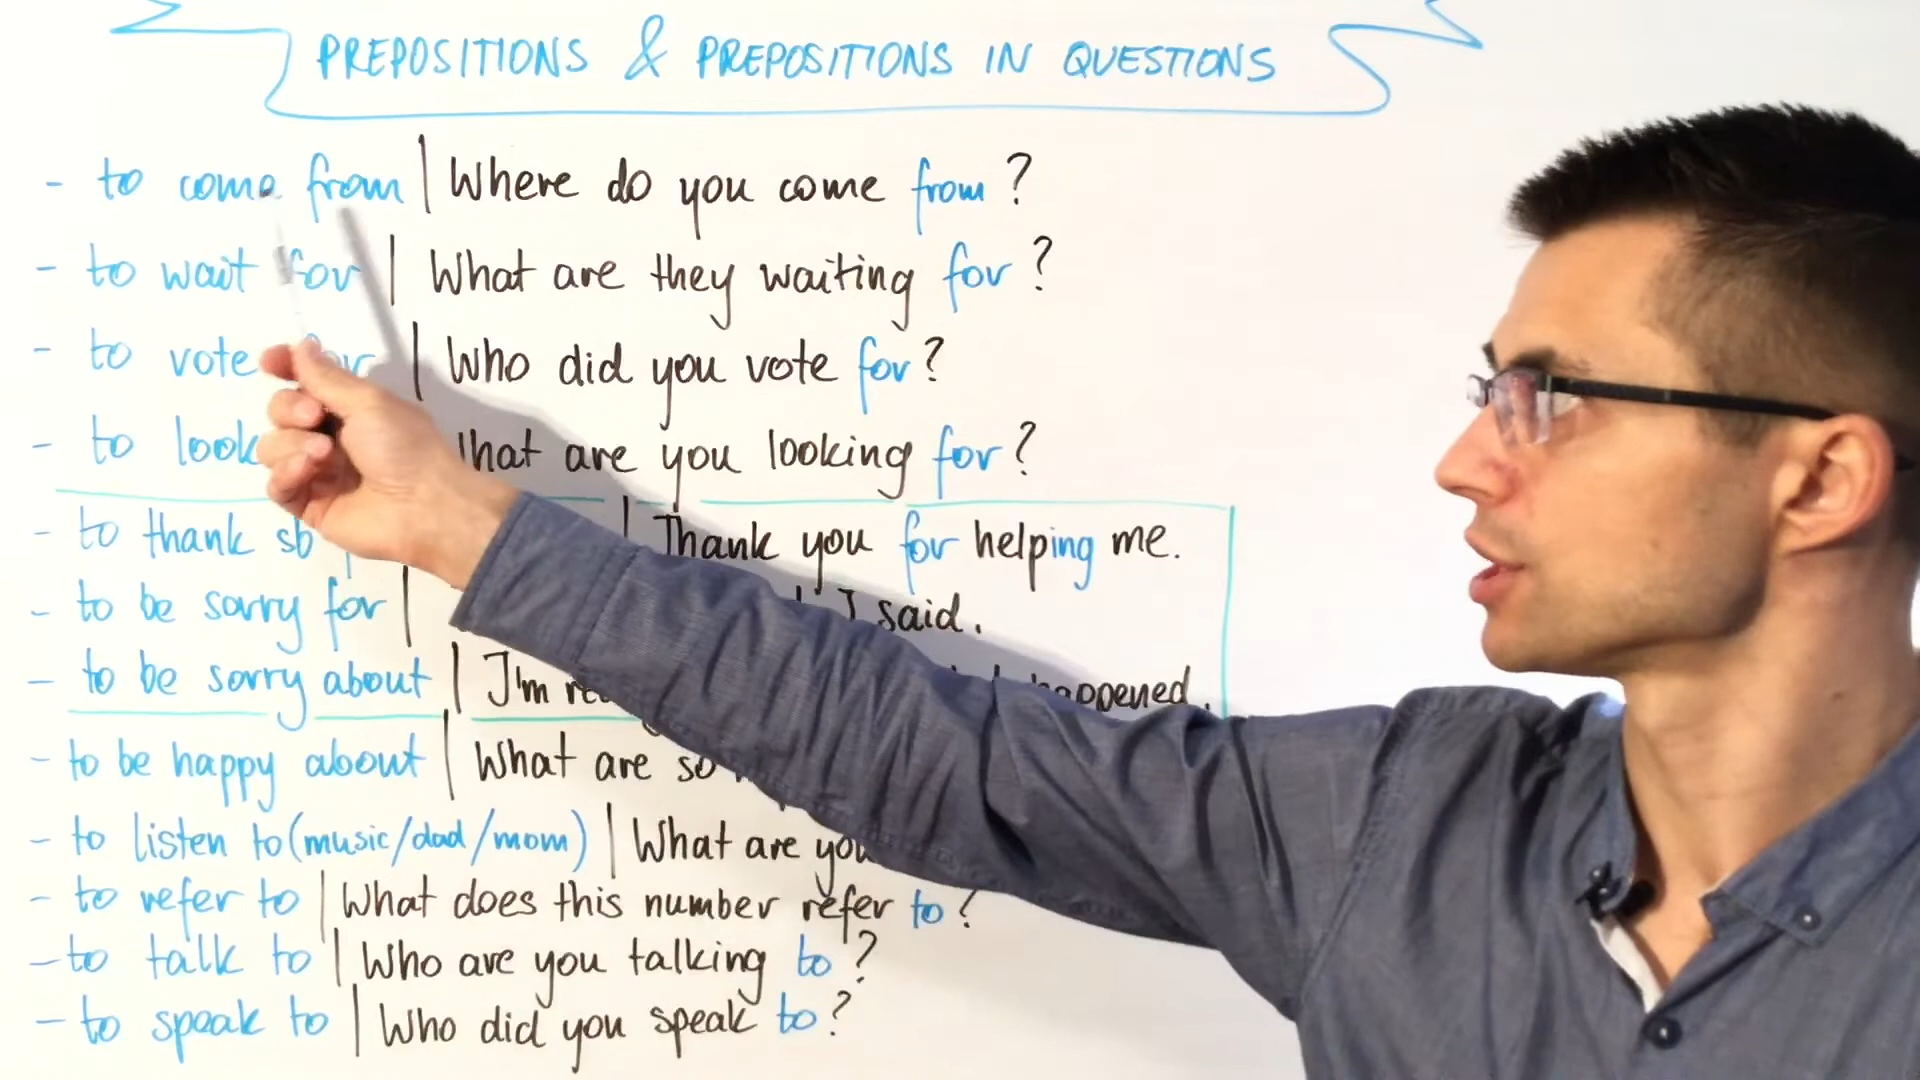 PREPOSITIONS & PREPOSITIONS IN QUESTIONS
- to come from | Where do you come from?
- to wait for | What are they waiting for?
- to vote | Who did you vote for?
- to look are you looking for?
- to thank sb | Thank you for helping me.
- to be sorry for | I said.
- to be sorry about | I'm happened.
- to be happy about | What are so
- to listen to (music/dad/mom) | What are you
- to refer to | What does this number refer to?
- to talk to | Who are you talking to?
- to speak to | Who did you speak to?